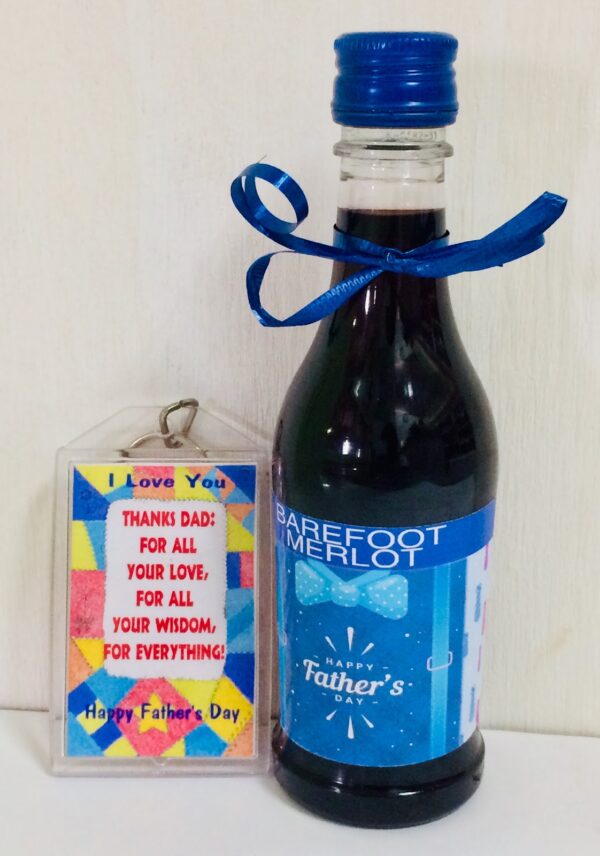 I Love You
THANKS DAD:
FOR ALL
YOUR LOVE,
FOR ALL
YOUR WISDOM,
FOR EVERYTHING!
Happy Father's Day
BAREFOOT
MERLOT
HAPPY
Father's
DAY